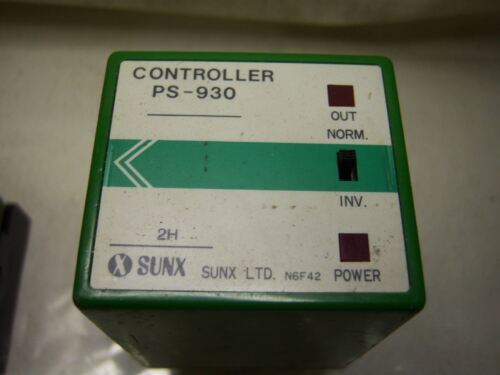 CONTROLLER
PS-930
OUT
NORM.
INV.
2H
SUNX SUNX LTD. N6F42 POWER